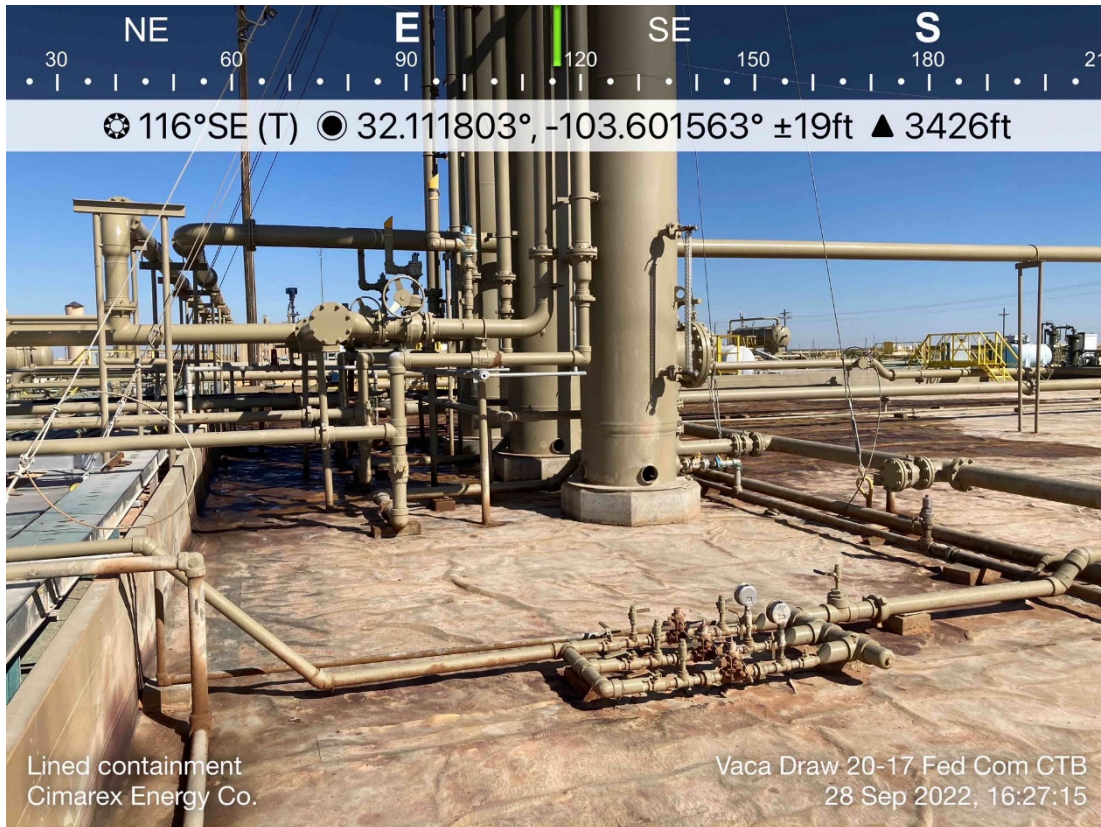 NE E SE S
30 60 90 120 150 180 21
116°SE (T) 32.111803°, -103.601563° ±19ft ▲ 3426ft
Lined containment
Cimarex Energy Co.
Vaca Draw 20-17 Fed Com CTB
28 Sep 2022, 16:27:15